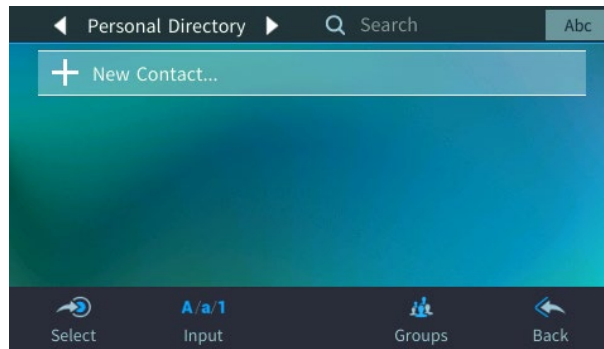 Personal Directory Search Abc
New Contact...
A/a/1
Select Input Groups Back